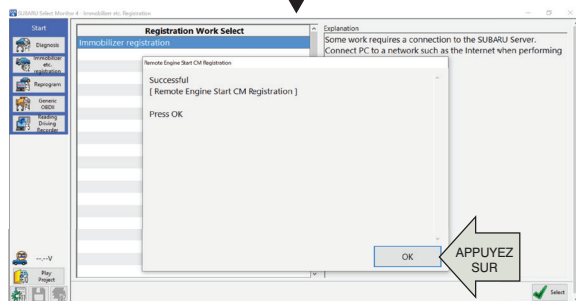 SUBARU Select Monitor 4 - Immobilizer etc. Registration
Start
Diagnosis
Immobilizer
etc.
registration
Reprogram
Generic
OBDII
Reading
Driving
Recorder
--.--V
Play
Project
Registration Work Select
Immobilizer registration
Explanation
Some work requires a connection to the SUBARU Server.
Connect PC to a network such as the Internet when performing
Remote Engine Start CM Registration
Successful
[ Remote Engine Start CM Registration ]
Press OK
OK
APPUYEZ
SUR
Select